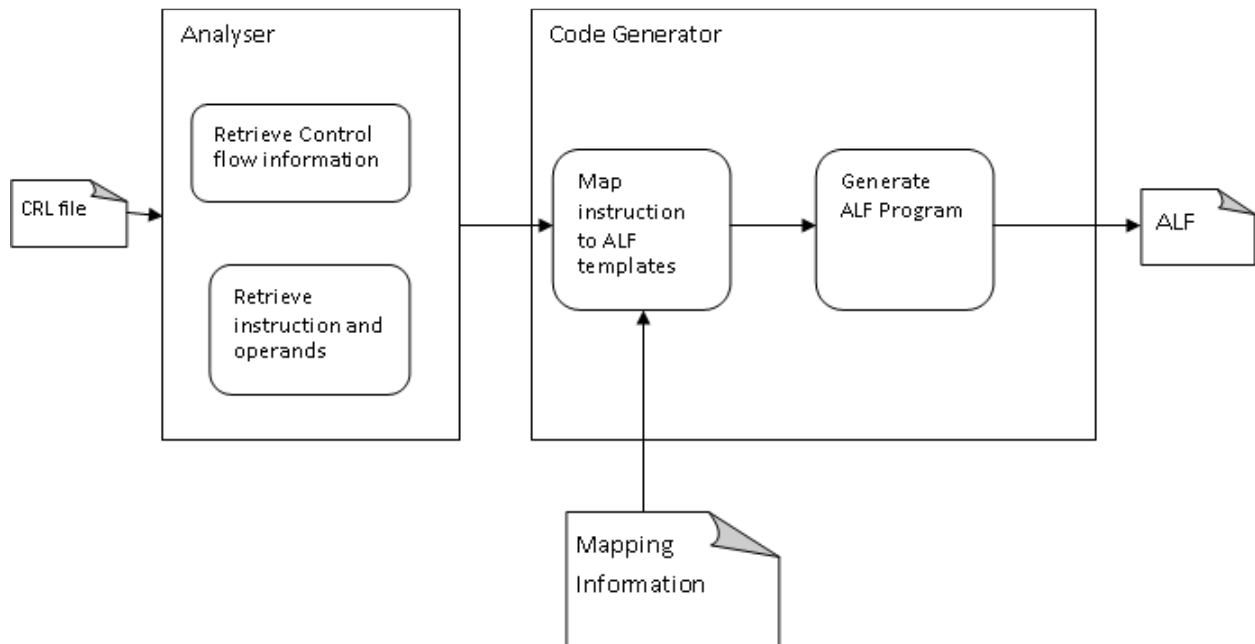 Analyser
Retrieve Control
flow information
CRL file
Retrieve
instruction and
operands
Code Generator
Map
instruction
to ALF
templates
Generate
ALF Program
ALF
Mapping
Information